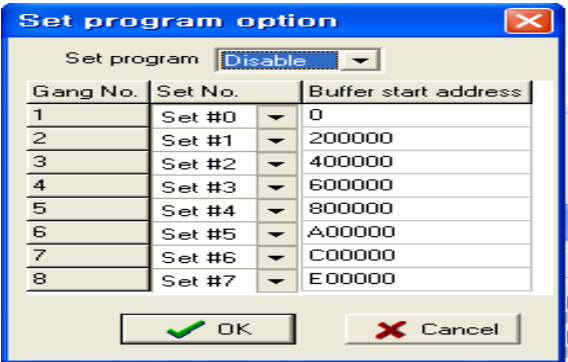 Set program option
Set program Disable
Gang No. Set No. Buffer start address
1 Set #0 0
2 Set #1 200000
3 Set #2 400000
4 Set #3 600000
5 Set #4 800000
6 Set #5 A00000
7 Set #6 C00000
8 Set #7 E00000
OK Cancel